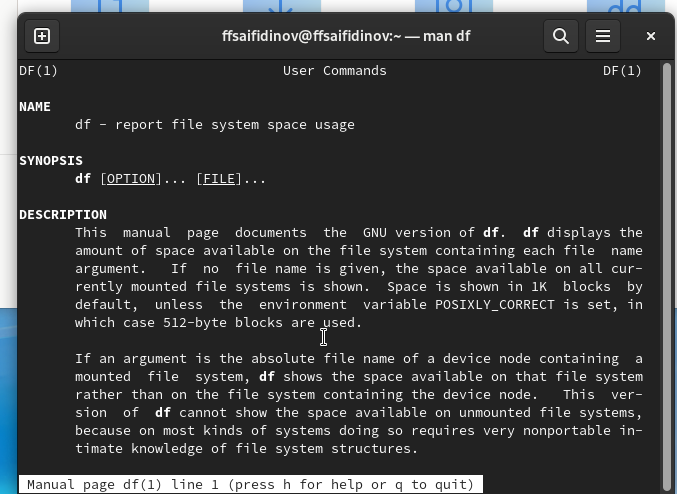 ffsaifidinov@ffsaifidinov:~ — man df
DF(1) User Commands DF(1)
NAME
df - report file system space usage
SYNOPSIS
df [OPTION]... [FILE]...
DESCRIPTION
This manual page documents the GNU version of df. df displays the
amount of space available on the file system containing each file name
argument. If no file name is given, the space available on all cur-
rently mounted file systems is shown. Space is shown in 1K blocks by
default, unless the environment variable POSIXLY_CORRECT is set, in
which case 512-byte blocks are used.
If an argument is the absolute file name of a device node containing a
mounted file system, df shows the space available on that file system
rather than on the file system containing the device node. This ver-
sion of df cannot show the space available on unmounted file systems,
because on most kinds of systems doing so requires very nonportable in-
timate knowledge of file system structures.
Manual page df(1) line 1 (press h for help or q to quit)